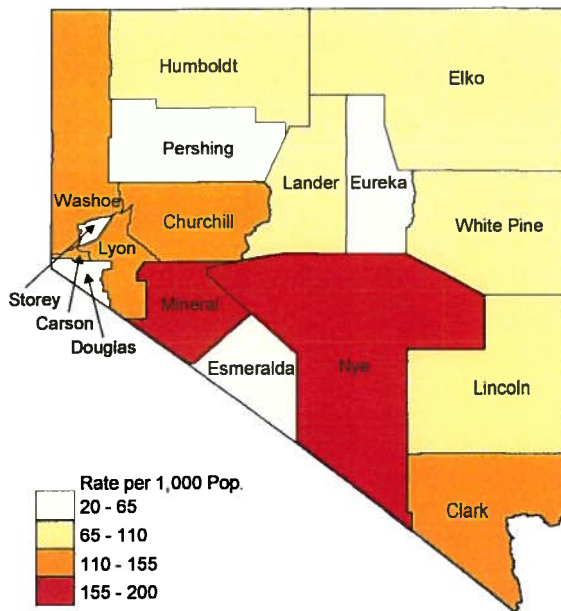 Humboldt
Elko
Pershing
Lander
Eureka
Washoe
Churchill
White Pine
Lyon
Storey
Carson
Mineral
Douglas
Esmeralda
Nye
Lincoln
Rate per 1,000 Pop.
20 - 65
65 - 110
110 - 155
155 - 200
Clark